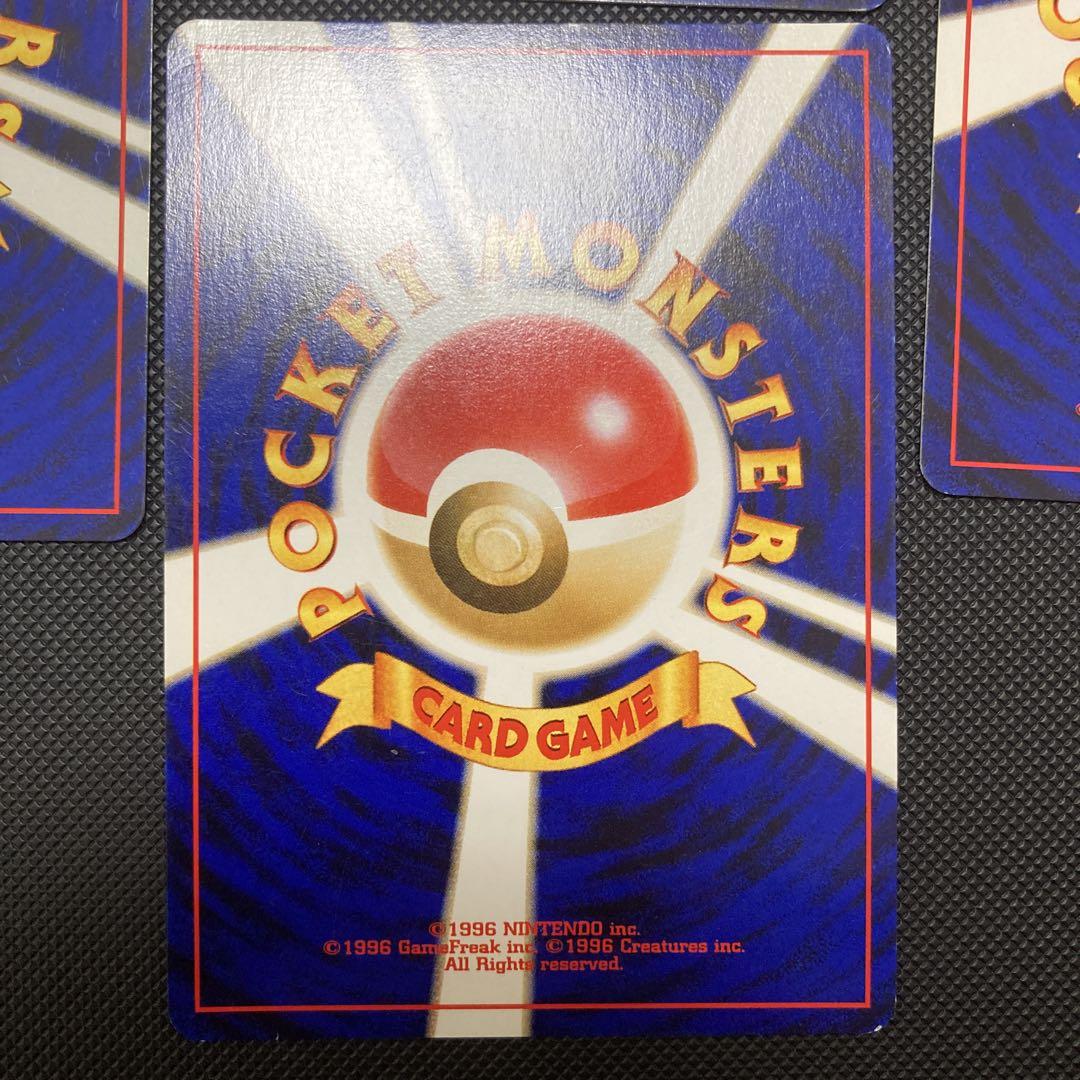 POCKET MONSTERS
CARD GAME
©1996 NINTENDO inc.
©1996 GameFreak inc. ©1996 Creatures inc.
All Rights reserved.